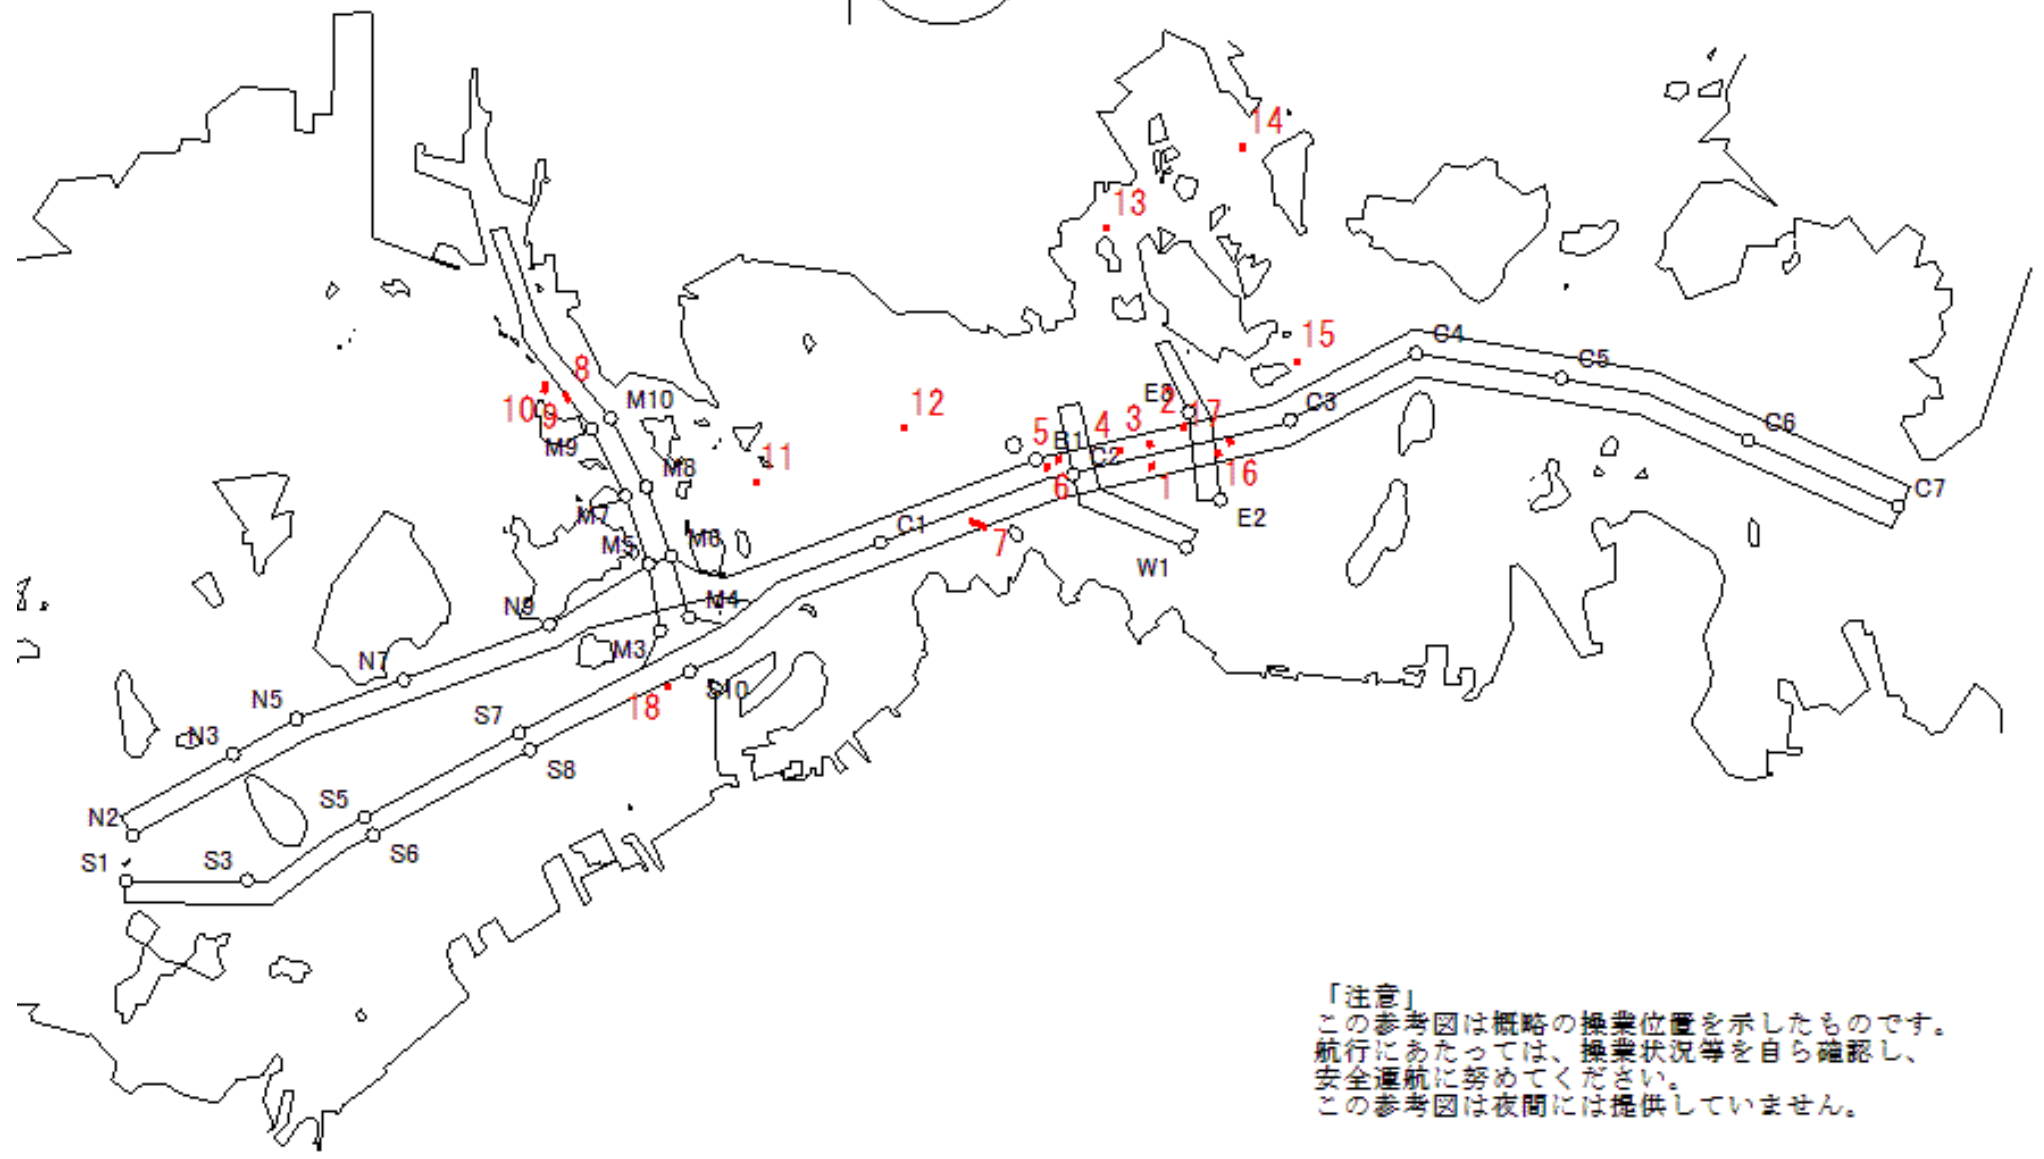 14
13
15
C4
C5
8
10
9
M10
12
E3
2
17
C3
C6
5
B1
4
3
M9
11
M8
C2
6
1
16
C7
M7
C1
7
E2
M5
M6
W1
N9
M4
N7
M3
18
S10
N5
S7
N3
S8
S5
N2
S6
S1
S3
「注意」
この参考図は概略の操業位置を示したものです。
航行にあたっては、操業状況等を自ら確認し、
安全運航に努めてください。
この参考図は夜間には提供していません。